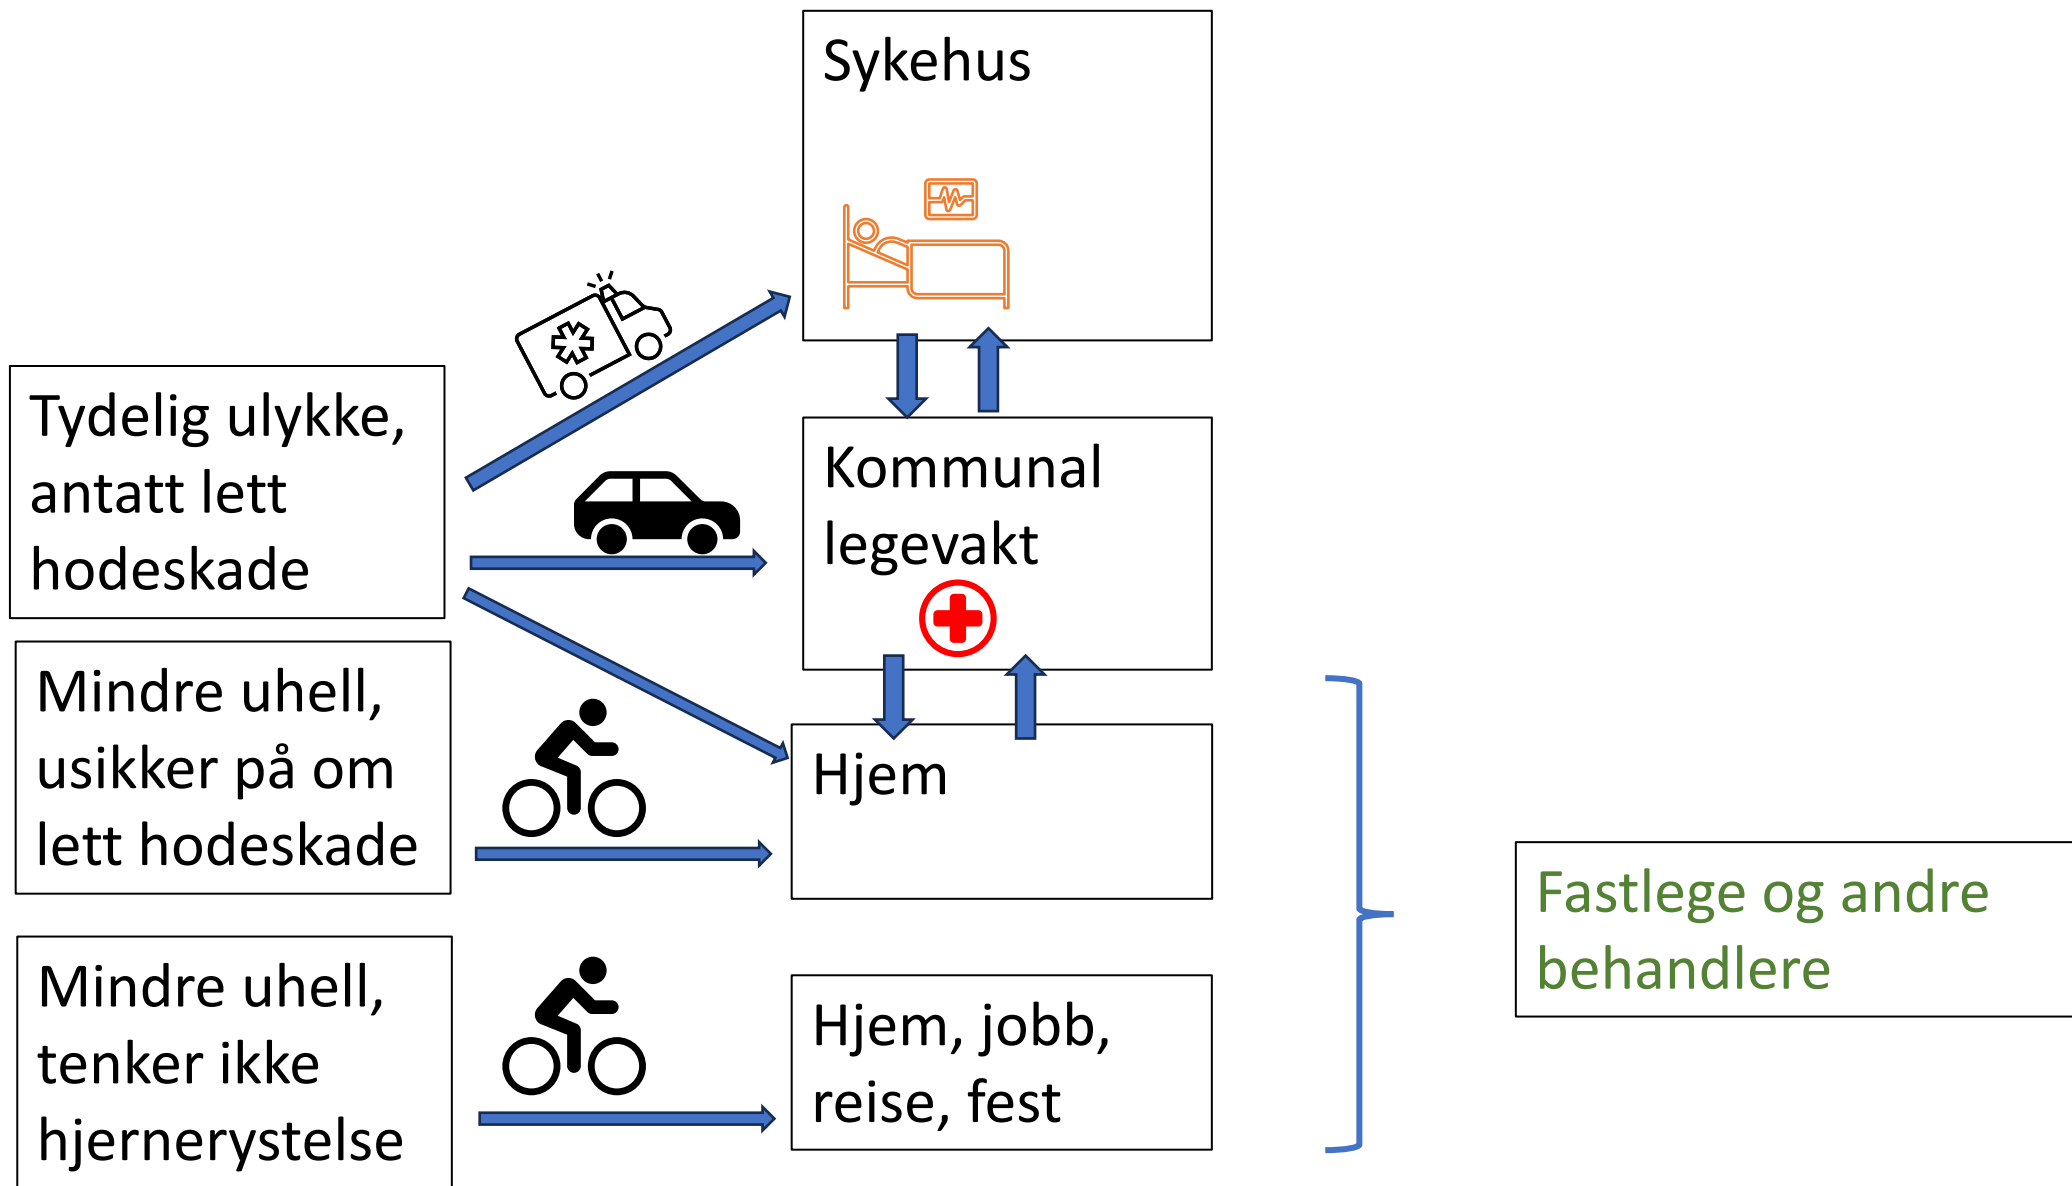 Sykehus
Tydelig ulykke,
antatt lett
hodeskade
Kommunal
legevakt
Mindre uhell,
usikker på om
lett hodeskade
Hjem
Mindre uhell,
tenker ikke
hjernerystelse
Hjem, jobb,
reise, fest
Fastlege og andre
behandlere